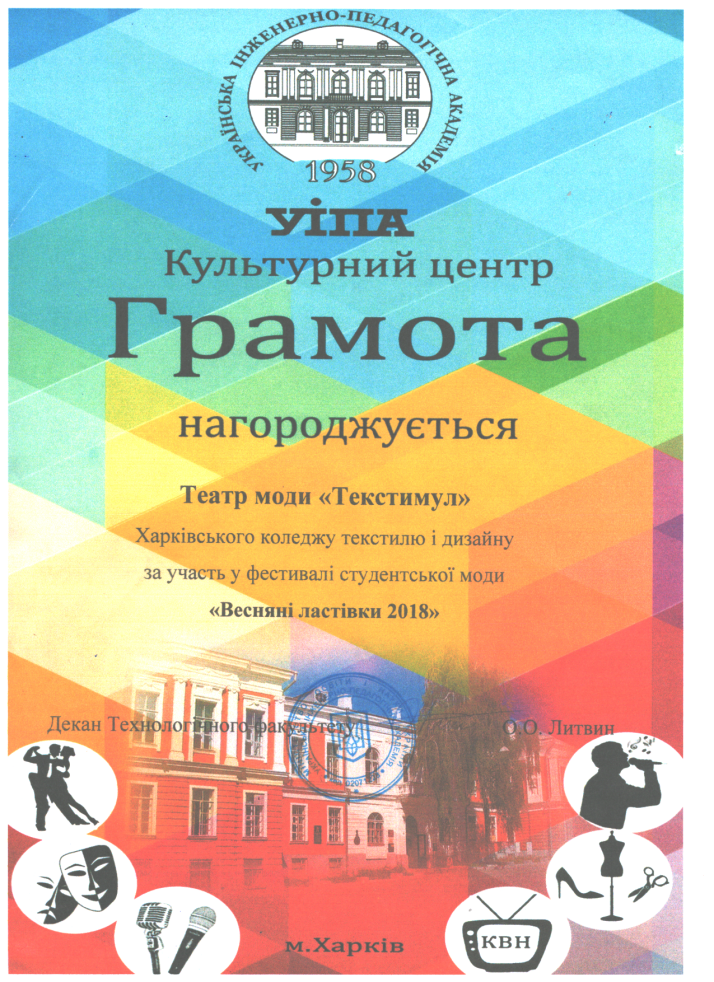 УКРАЇНСЬКА ІНЖЕНЕРНО-ПЕДАГОГІЧНА АКАДЕМІЯ
1958
УІПА
Культурний центр
Грамота
нагороджується
Театр моди «Текстимул»
Харківського коледжу текстилю і дизайну
за участь у фестивалі студентської моди
«Весняні ластівки 2018»
Декан Технологічного факультету
О.О. Литвин
КВН
м.Харків